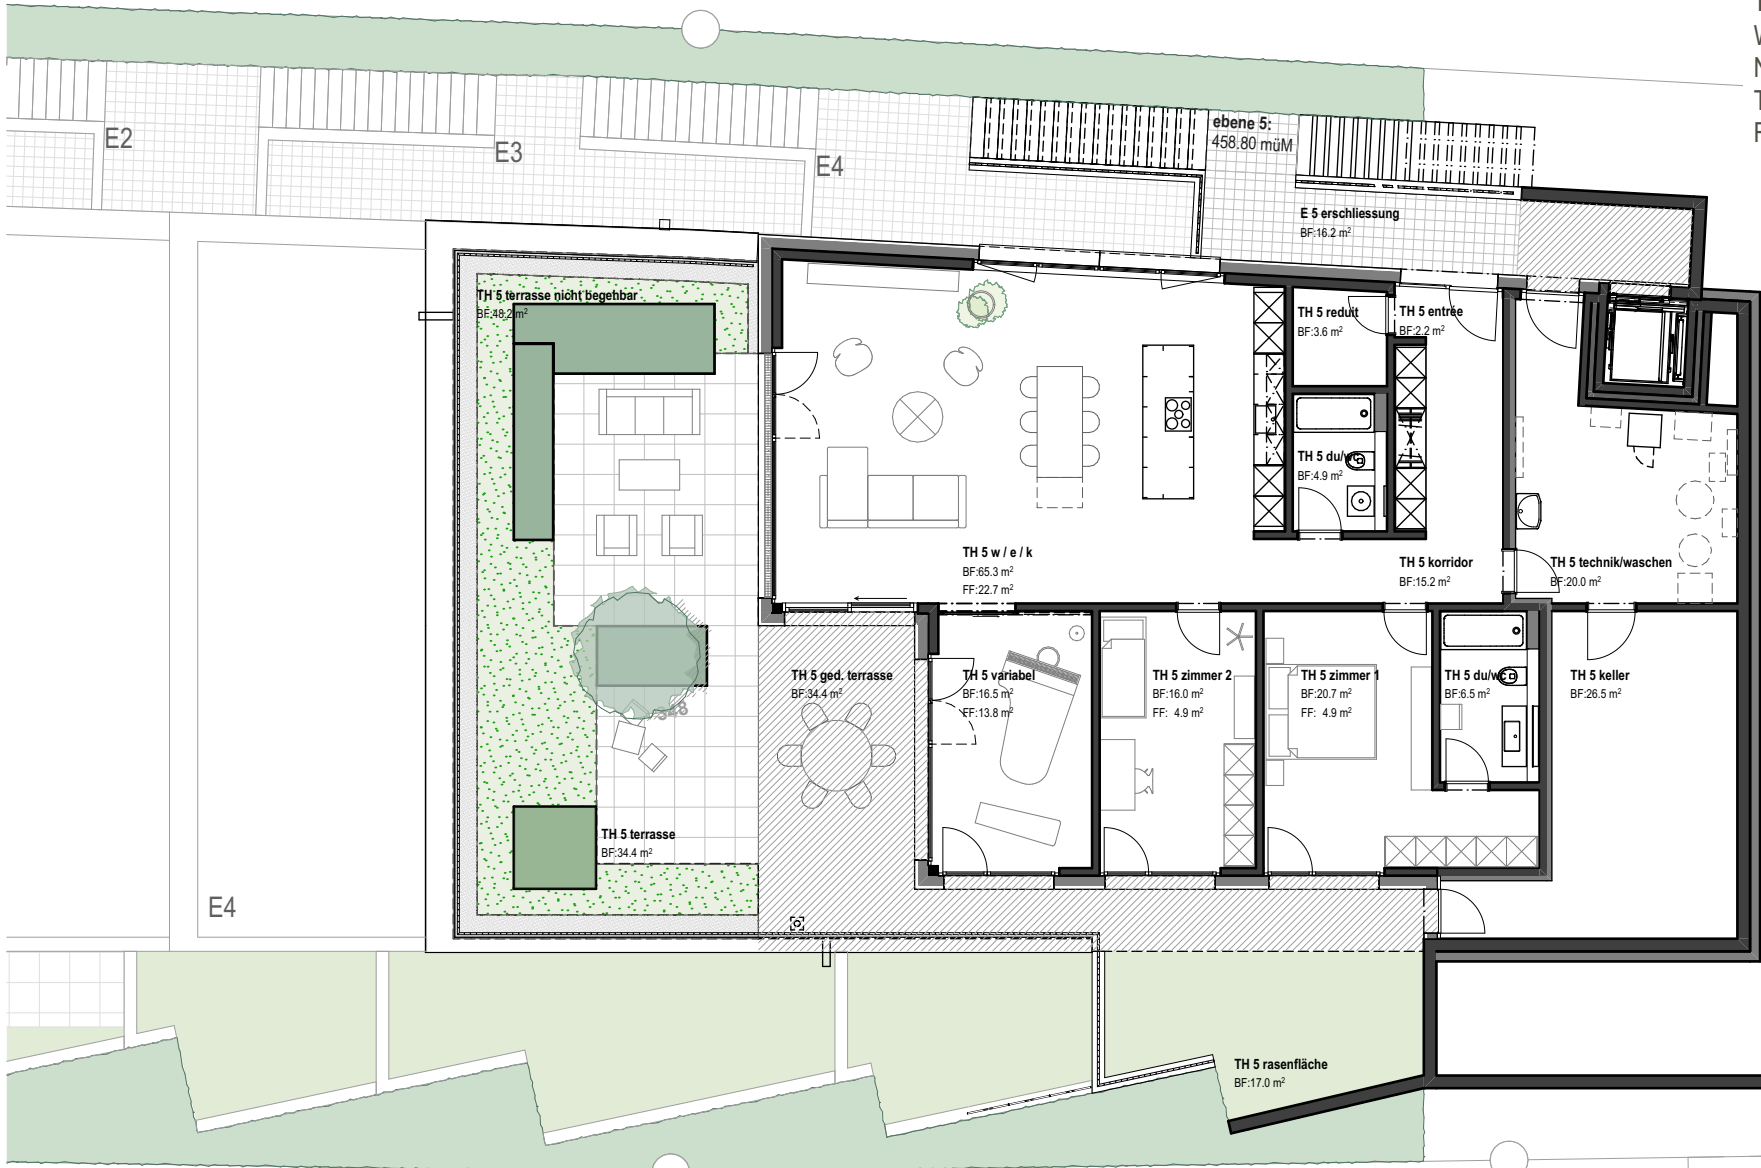 E2
E3
E4
ebene 5:
458.80 müM
E 5 erschliessung
BF:16.2 m²
TH 5 terrasse nicht begehbar
BF:48.2 m²
TH 5 reduit
BF:3.6 m²
TH 5 entrée
BF:2.2 m²
TH 5 du/wc
BF:4.9 m²
TH 5 w / e / k
BF:65.3 m²
FF:22.7 m²
TH 5 korridor
BF:15.2 m²
TH 5 technik/waschen
BF:20.0 m²
TH 5 ged. terrasse
BF:34.4 m²
TH 5 variabel
BF:16.5 m²
FF:13.8 m²
TH 5 zimmer 2
BF:16.0 m²
FF: 4.9 m²
TH 5 zimmer 1
BF:20.7 m²
FF: 4.9 m²
TH 5 du/wc
BF:6.5 m²
TH 5 keller
BF:26.5 m²
TH 5 terrasse
BF:34.4 m²
E4
TH 5 rasenfläche
BF:17.0 m²